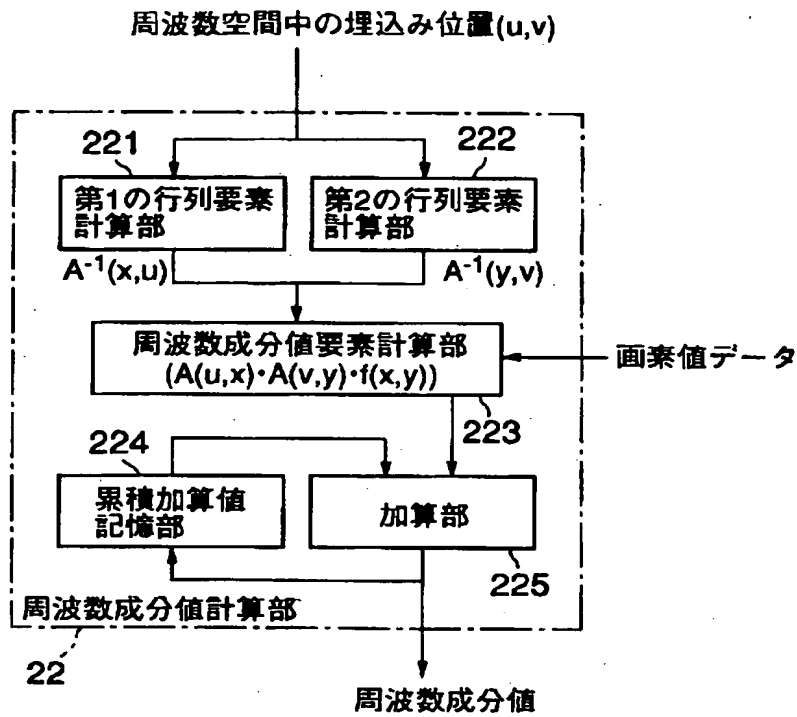 周波数空間中の埋込み位置(u,v)
221
222
第1の行列要素
計算部
第2の行列要素
計算部
A⁻¹(x,u)
A⁻¹(y,v)
周波数成分値要素計算部
(A(u,x)・A(v,y)・f(x,y))
画素値データ
223
224
累積加算値
記憶部
加算部
225
周波数成分値計算部
22
周波数成分値